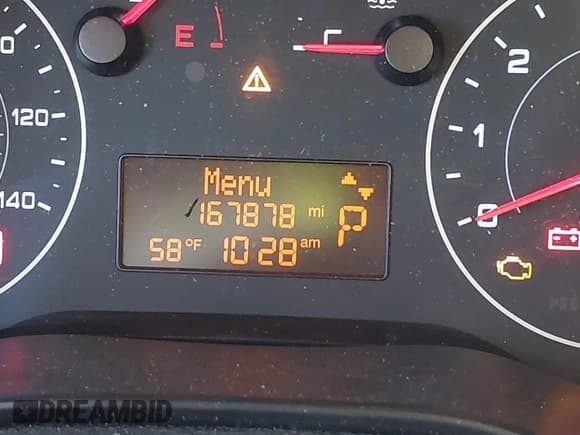 E
C
2
1
0
120
140
Menu
167878 mi
P
58°F 10:28 am
DREAMBID